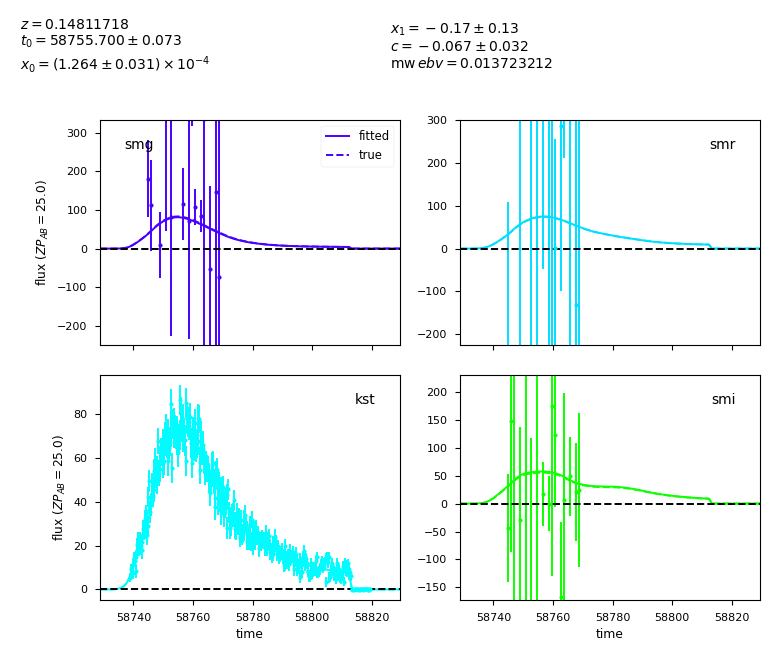 z = 0.14811718
t₀ = 58755.700 ± 0.073
x₀ = (1.264 ± 0.031) × 10⁻⁴
x₁ = −0.17 ± 0.13
c = −0.067 ± 0.032
mw ebv = 0.013723212
smg
fitted
true
300
200
100
0
−100
−200
flux (ZP_AB = 25.0)
smr
300
200
100
0
−100
−200
kst
80
60
40
20
0
flux (ZP_AB = 25.0)
58740 58760 58780 58800 58820
time
smi
200
150
100
50
0
−50
−100
−150
58740 58760 58780 58800 58820
time